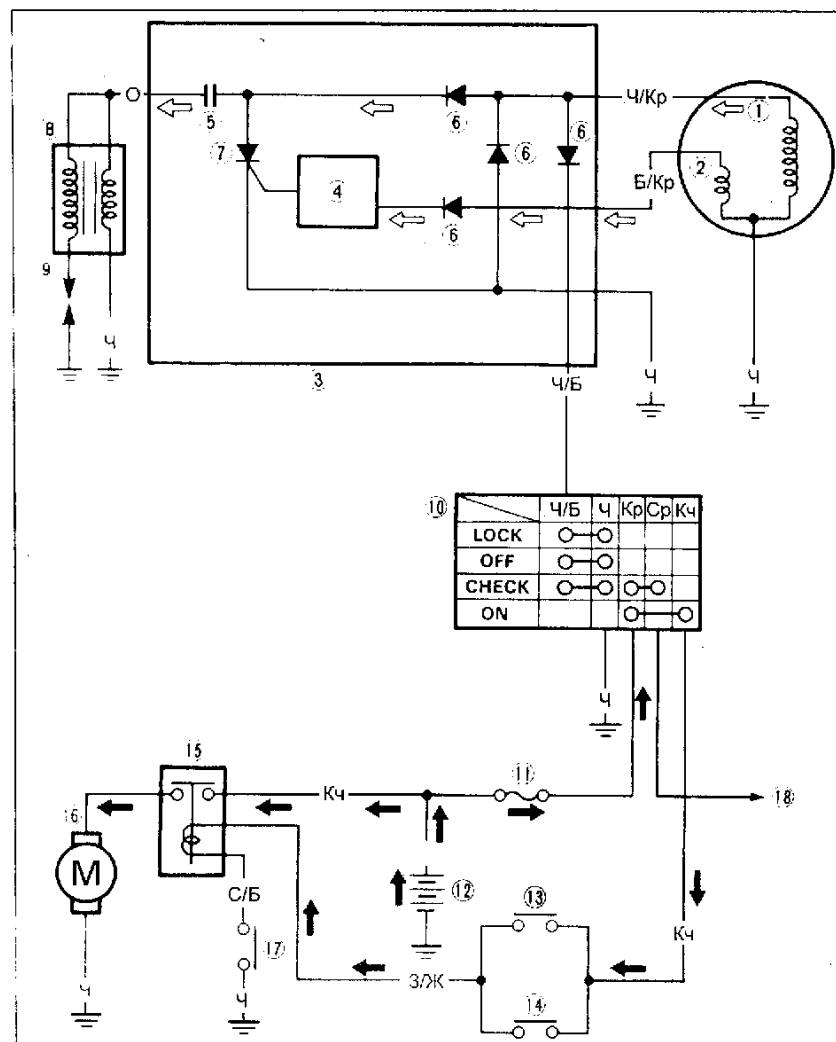 Ч/Кр
①
5
6
6
8
⑦
6
②
Б/Кр
④
6
9
Ч
3
Ч/Б
Ч
Ч
⑩ Ч/Б Ч Кр Ср Кч
LOCK
OFF
CHECK
ON
Ч
15
Кч
⑪
18
16
M
С/Б
⑫
⑬
Кч
17
З/Ж
Ч
Ч
⑭